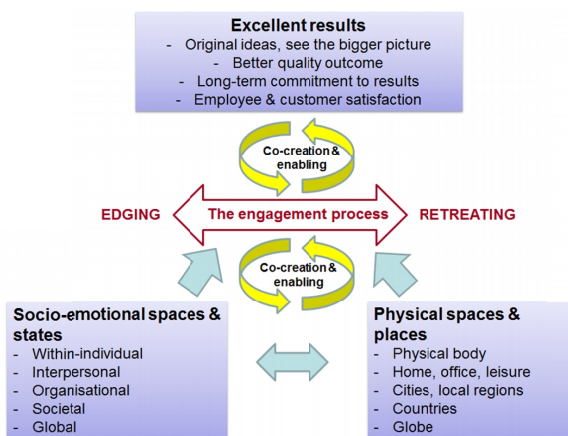 Excellent results
- Original ideas, see the bigger picture
- Better quality outcome
- Long-term commitment to results
- Employee & customer satisfaction
Co-creation &
enabling
EDGING
The engagement process
RETREATING
Co-creation &
enabling
Socio-emotional spaces &
states
- Within-individual
- Interpersonal
- Organisational
- Societal
- Global
Physical spaces &
places
- Physical body
- Home, office, leisure
- Cities, local regions
- Countries
- Globe